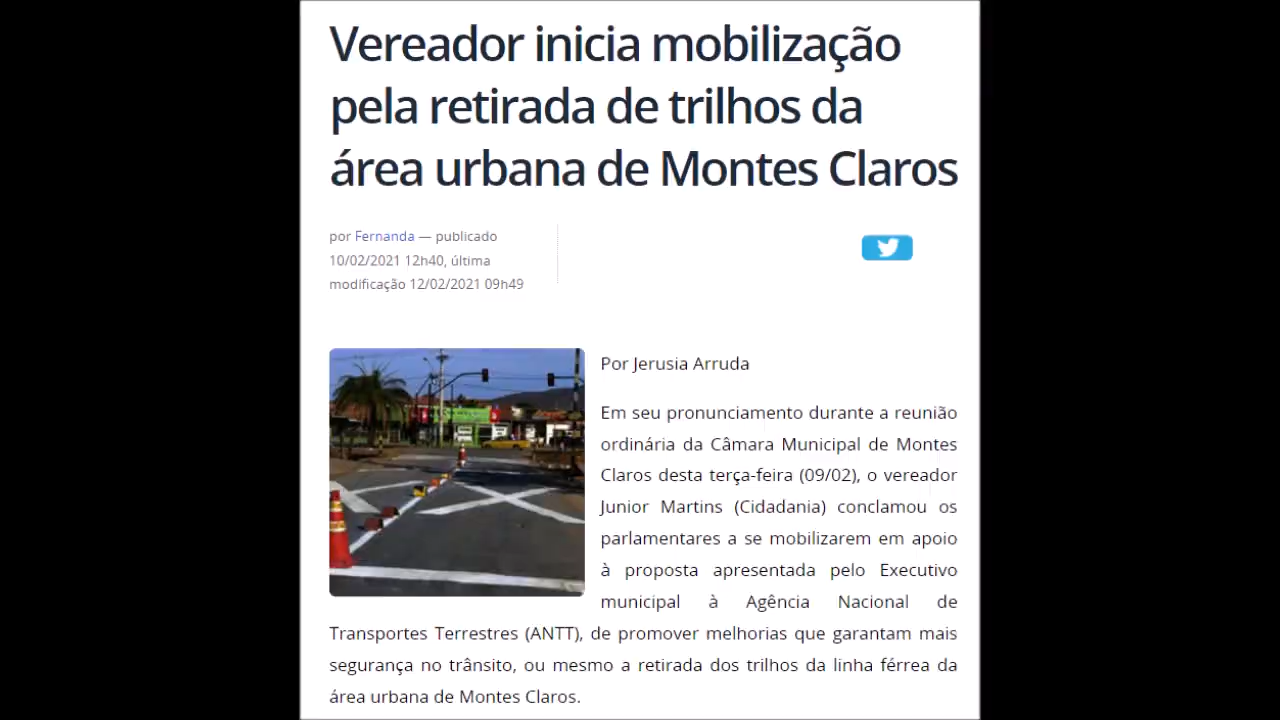 Vereador inicia mobilização
pela retirada de trilhos da
área urbana de Montes Claros
por Fernanda — publicado
10/02/2021 12h40, última
modificação 12/02/2021 09h49
Por Jerusia Arruda
Em seu pronunciamento durante a reunião
ordinária da Câmara Municipal de Montes
Claros desta terça-feira (09/02), o vereador
Junior Martins (Cidadania) conclamou os
parlamentares a se mobilizarem em apoio
à proposta apresentada pelo Executivo
municipal à Agência Nacional de
Transportes Terrestres (ANTT), de promover melhorias que garantam mais
segurança no trânsito, ou mesmo a retirada dos trilhos da linha férrea da
área urbana de Montes Claros.